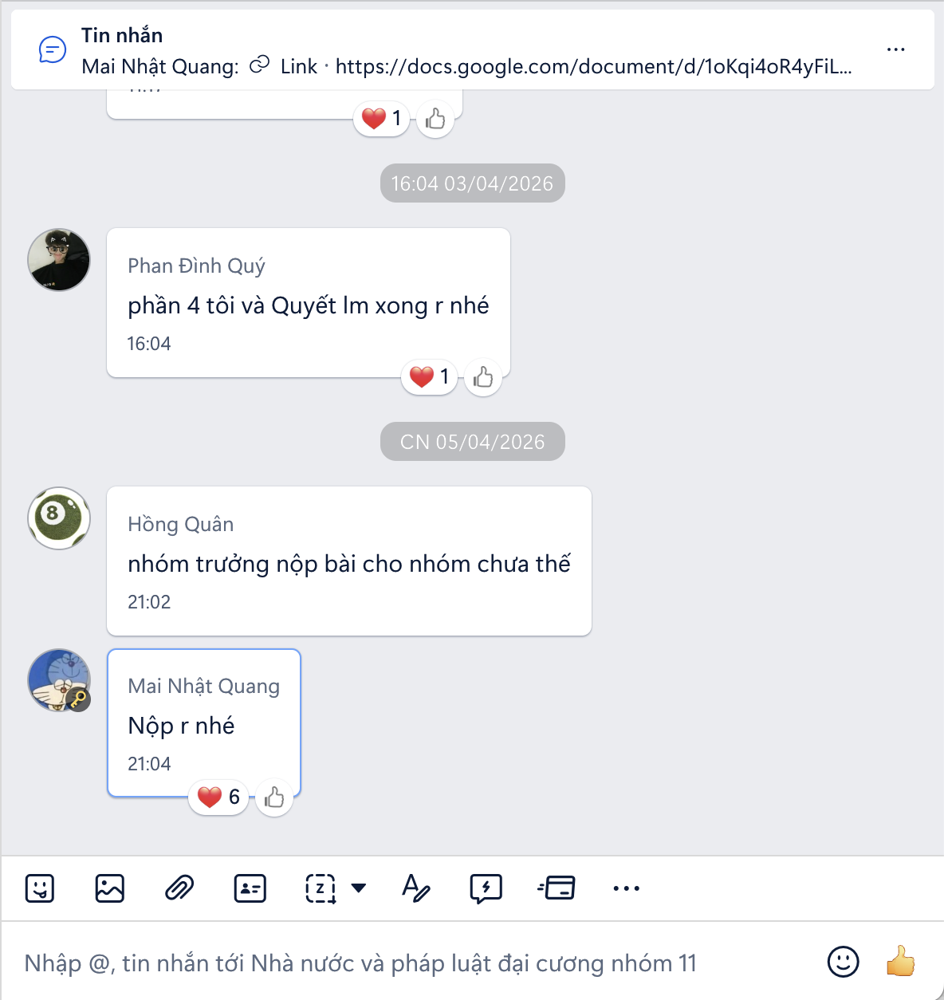 Tin nhắn
Mai Nhật Quang: Link · https://docs.google.com/document/d/1oKqi4oR4yFiL...
1
16:04 03/04/2026
Phan Đình Quý
phần 4 tôi và Quyết lm xong r nhé
16:04
1
CN 05/04/2026
8
Hồng Quân
nhóm trưởng nộp bài cho nhóm chưa thế
21:02
Mai Nhật Quang
Nộp r nhé
21:04
6
Z
Nhập @, tin nhắn tới Nhà nước và pháp luật đại cương nhóm 11